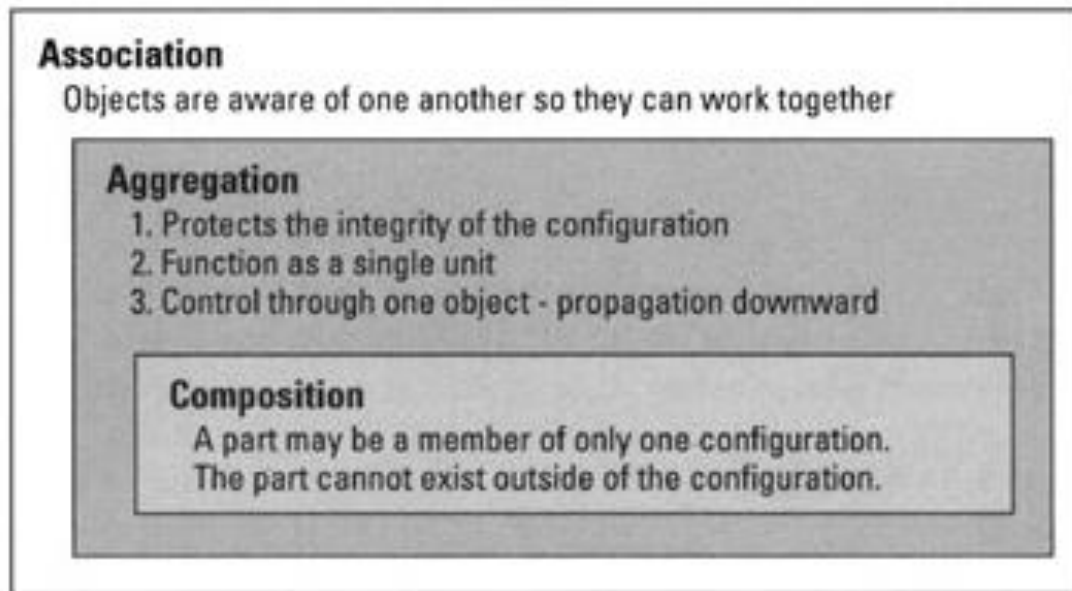 Association
Objects are aware of one another so they can work together
Aggregation
1. Protects the integrity of the configuration
2. Function as a single unit
3. Control through one object - propagation downward
Composition
A part may be a member of only one configuration.
The part cannot exist outside of the configuration.